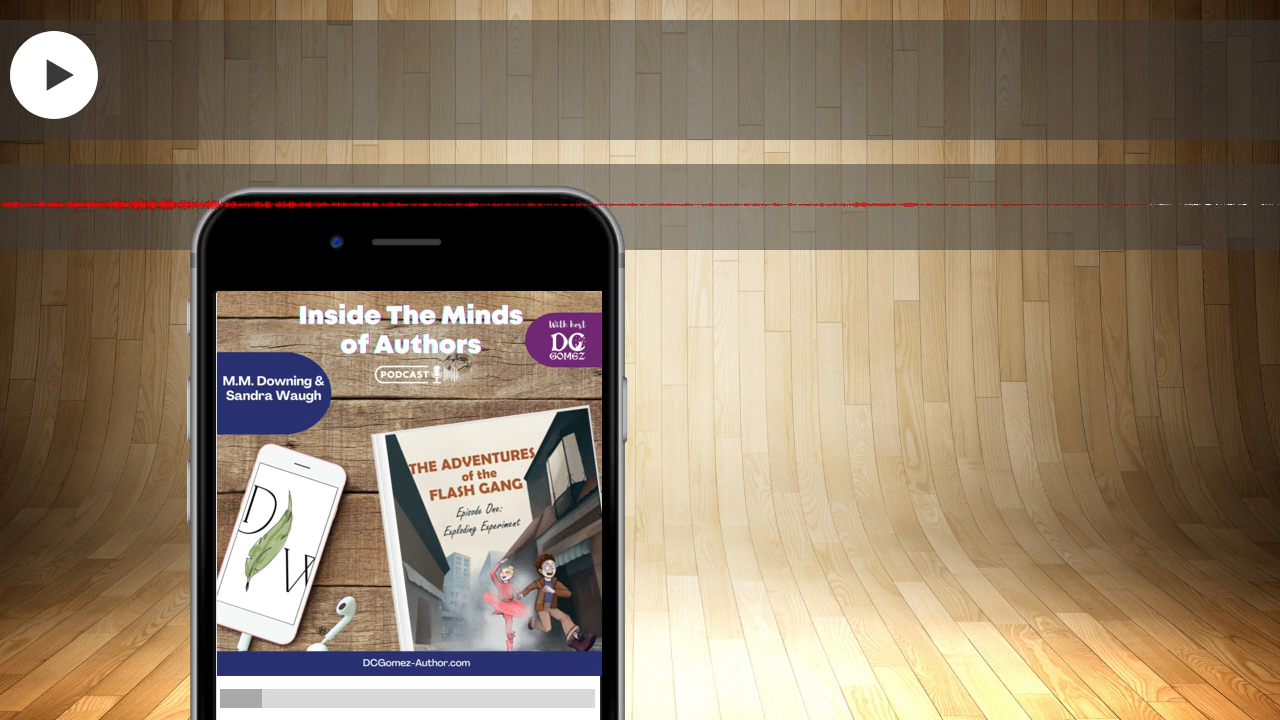 Inside The Minds
of Authors
PODCAST
With host
DC
GOMEZ
M.M. Downing &
Sandra Waugh
THE ADVENTURES
of the
FLASH GANG
Episode One:
Exploding Experiment
D
W
DCGomez-Author.com